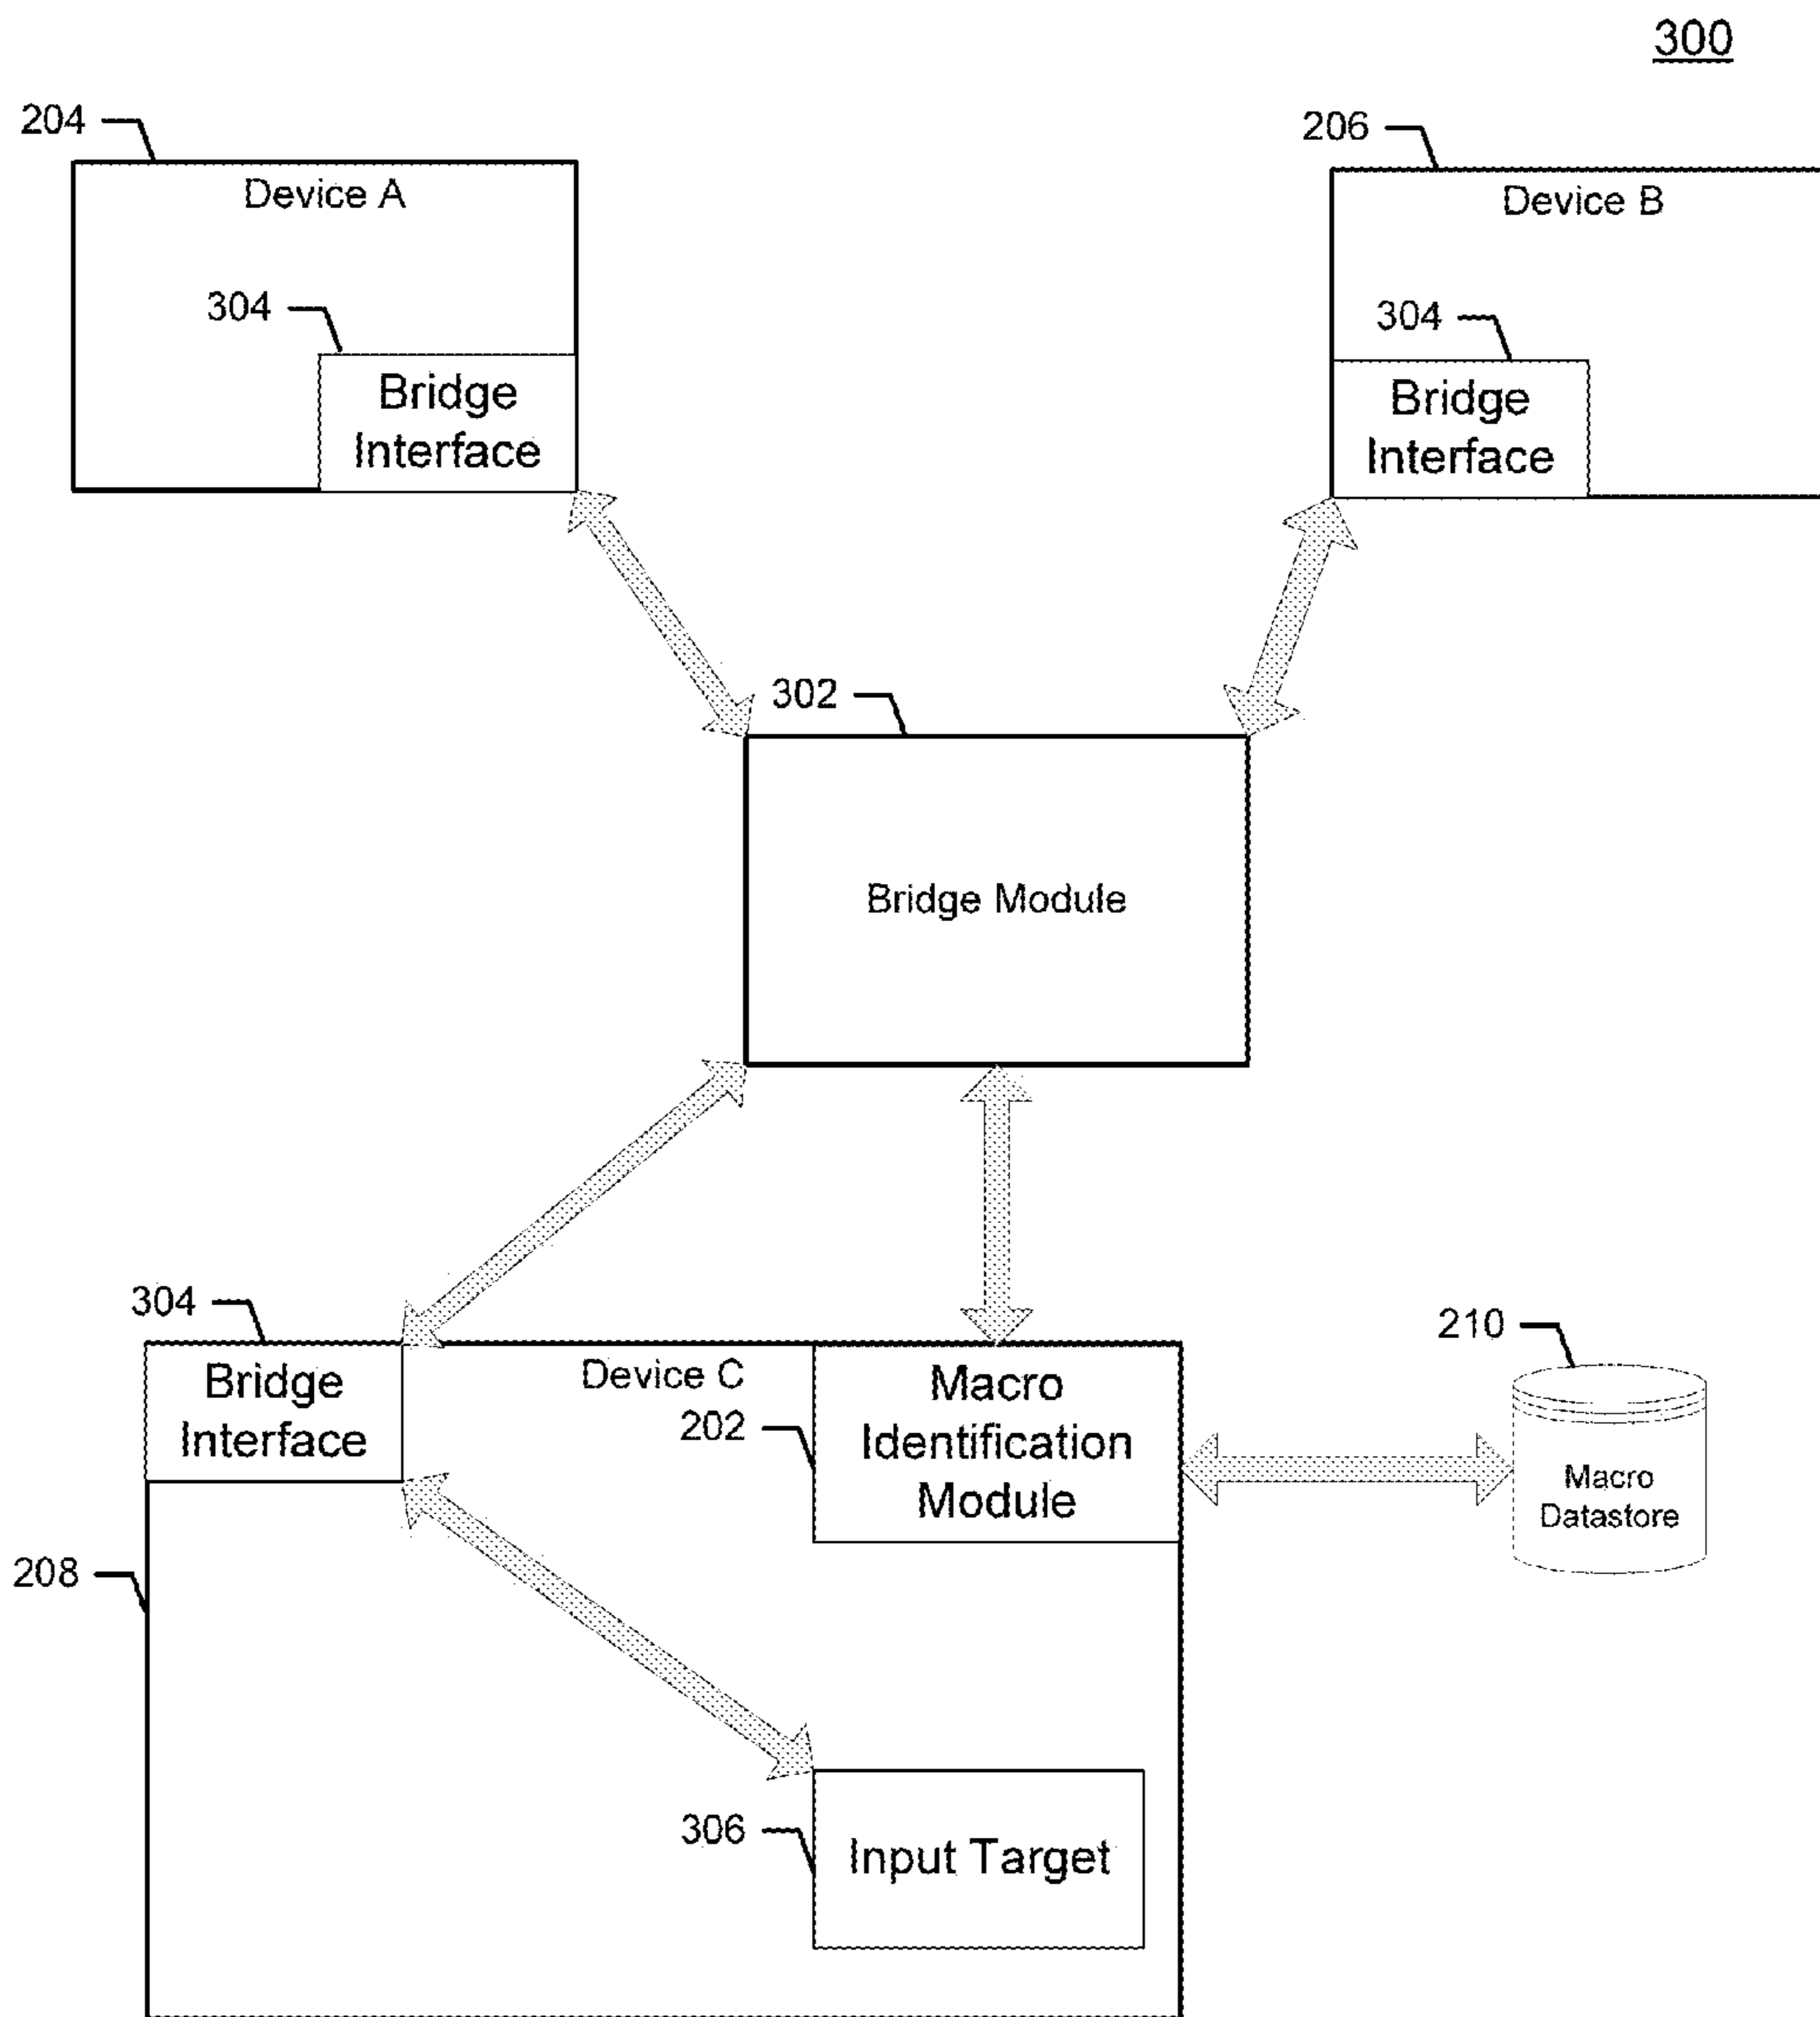 300
204
206
Device A
Device B
304
304
Bridge
Interface
Bridge
Interface
302
Bridge Module
304
210
Bridge
Interface
Device C
202
Macro
Identification
Module
Macro
Datastore
208
306
Input Target